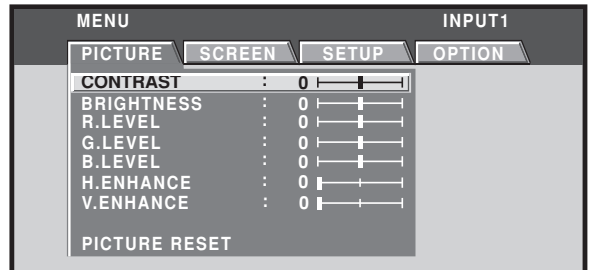 MENU INPUT1
PICTURE SCREEN SETUP OPTION
CONTRAST : 0
BRIGHTNESS : 0
R.LEVEL : 0
G.LEVEL : 0
B.LEVEL : 0
H.ENHANCE : 0
V.ENHANCE : 0
PICTURE RESET